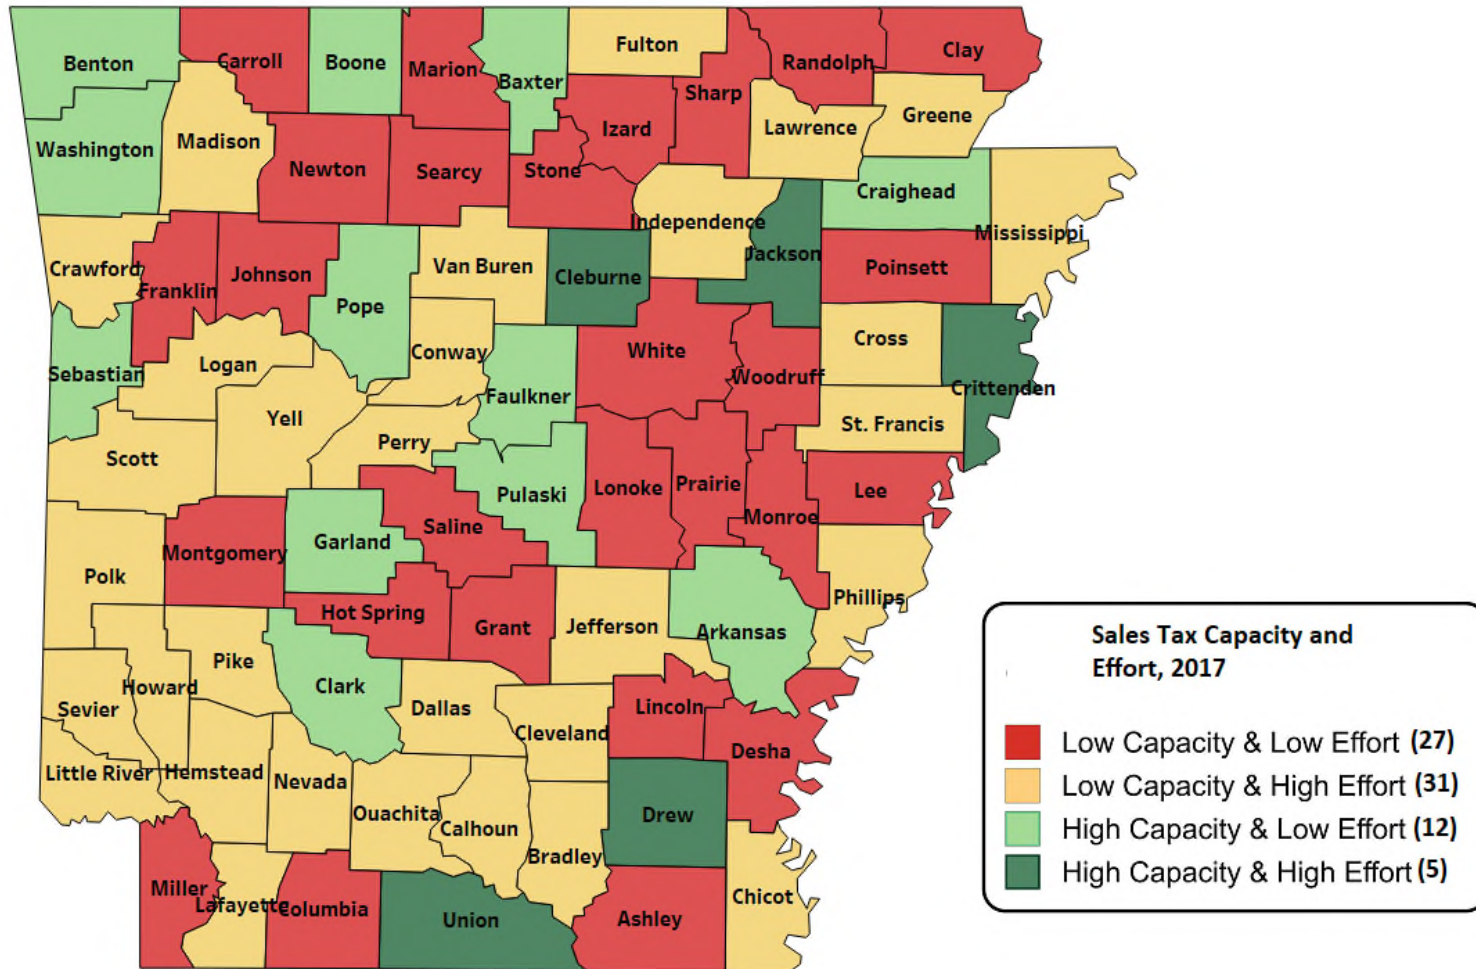 Benton
Carroll
Boone
Marion
Baxter
Fulton
Randolph
Clay
Sharp
Izard
Lawrence
Greene
Washington
Madison
Newton
Searcy
Stone
Craighead
Independence
Mississippi
Crawford
Franklin
Johnson
Pope
Van Buren
Cleburne
Jackson
Poinsett
Sebastian
Logan
Conway
White
Woodruff
Cross
Crittenden
Yell
Faulkner
St. Francis
Scott
Perry
Pulaski
Lonoke
Prairie
Monroe
Lee
Montgomery
Garland
Saline
Polk
Hot Spring
Grant
Jefferson
Arkansas
Phillips
Pike
Howard
Clark
Sevier
Dallas
Cleveland
Lincoln
Desha
Little River
Hemstead
Nevada
Ouachita
Calhoun
Drew
Bradley
Miller
Lafayette
Columbia
Union
Ashley
Chicot
Sales Tax Capacity and
Effort, 2017
Low Capacity & Low Effort (27)
Low Capacity & High Effort (31)
High Capacity & Low Effort (12)
High Capacity & High Effort (5)